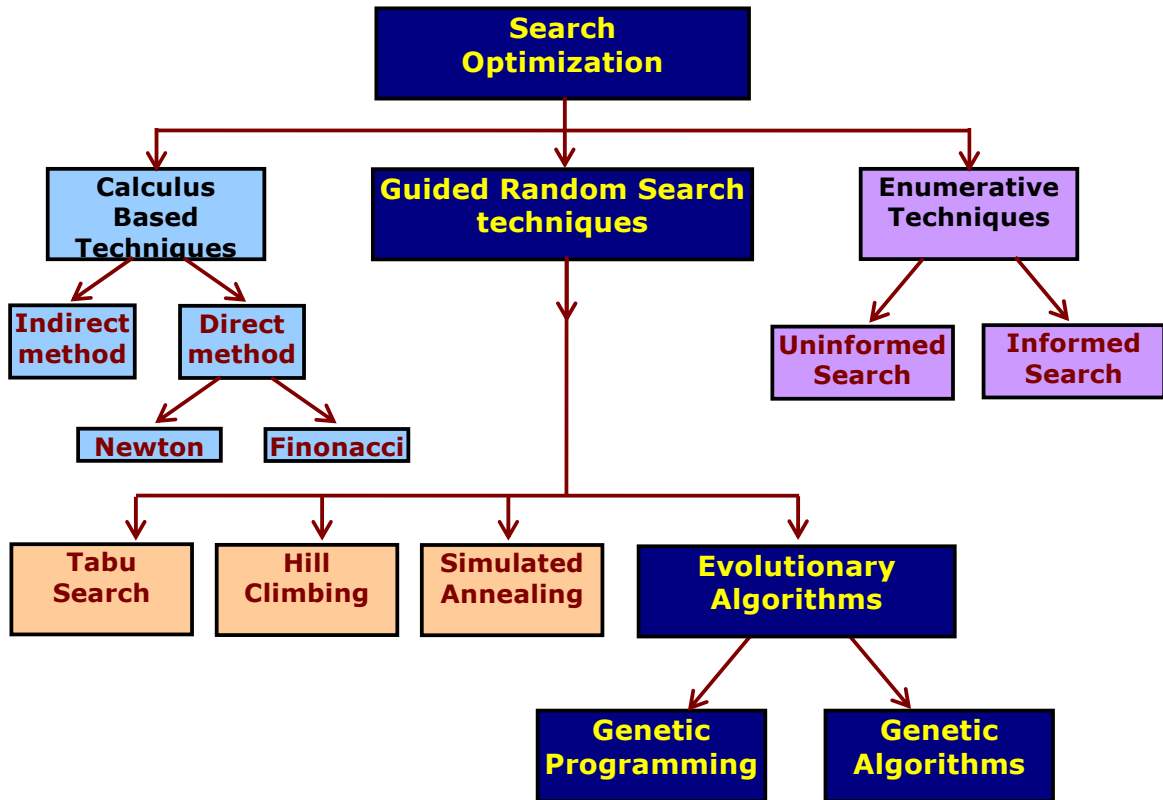 Search
Optimization
Calculus
Based
Techniques
Guided Random Search
techniques
Enumerative
Techniques
Indirect
method
Direct
method
Uninformed
Search
Informed
Search
Newton
Finonacci
Tabu
Search
Hill
Climbing
Simulated
Annealing
Evolutionary
Algorithms
Genetic
Programming
Genetic
Algorithms